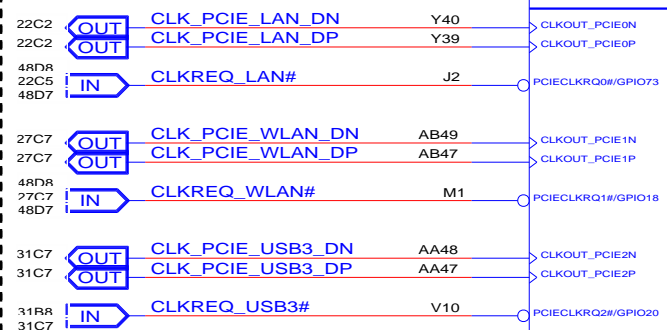 22C2 OUT CLK_PCIE_LAN_DN Y40 CLKOUT_PCIE0N
22C2 OUT CLK_PCIE_LAN_DP Y39 CLKOUT_PCIE0P
48D8
22C5 IN CLKREQ_LAN# J2 PCIECLKRQ0#/GPIO73
48D7
27C7 OUT CLK_PCIE_WLAN_DN AB49 CLKOUT_PCIE1N
27C7 OUT CLK_PCIE_WLAN_DP AB47 CLKOUT_PCIE1P
48D8
27C7 IN CLKREQ_WLAN# M1 PCIECLKRQ1#/GPIO18
48D7
31C7 OUT CLK_PCIE_USB3_DN AA48 CLKOUT_PCIE2N
31C7 OUT CLK_PCIE_USB3_DP AA47 CLKOUT_PCIE2P
31B8 IN CLKREQ_USB3# V10 PCIECLKRQ2#/GPIO20
31C7